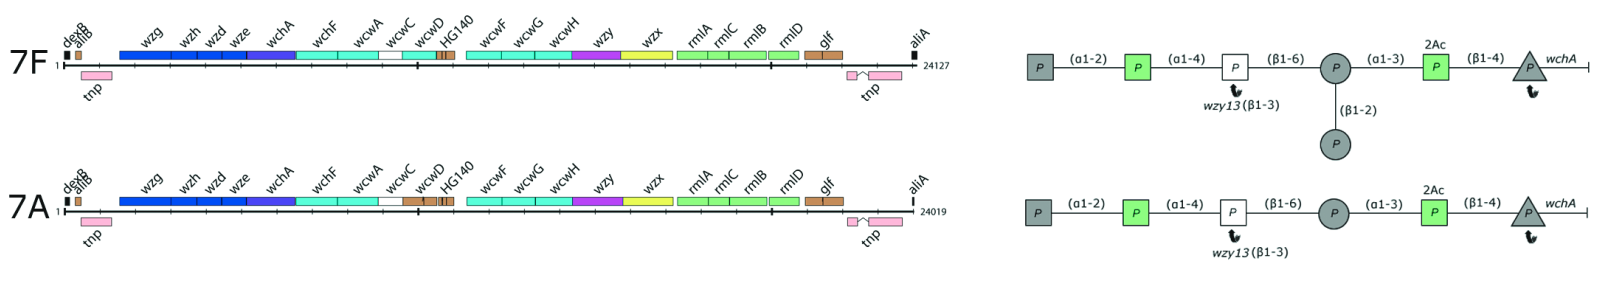 dexB aliB wzg wzh wzd wze wchA wchF wcwA wcwC wcwD HG140 wcwF wcwG wcwH wzy wzx rmlA rmlC rmlB rmlD glf aliA
7F 1 24127
tnp tnp
2Ac
(α1-2) (α1-4) (β1-6) (α1-3) (β1-4) wchA
P P P P P P
wzy13 (β1-3) (β1-2)
P
dexB aliB wzg wzh wzd wze wchA wchF wcwA wcwC wcwD HG140 wcwF wcwG wcwH wzy wzx rmlA rmlC rmlB rmlD glf aliA
7A 1 24019
tnp tnp
2Ac
(α1-2) (α1-4) (β1-6) (α1-3) (β1-4) wchA
P P P P P P
wzy13 (β1-3)